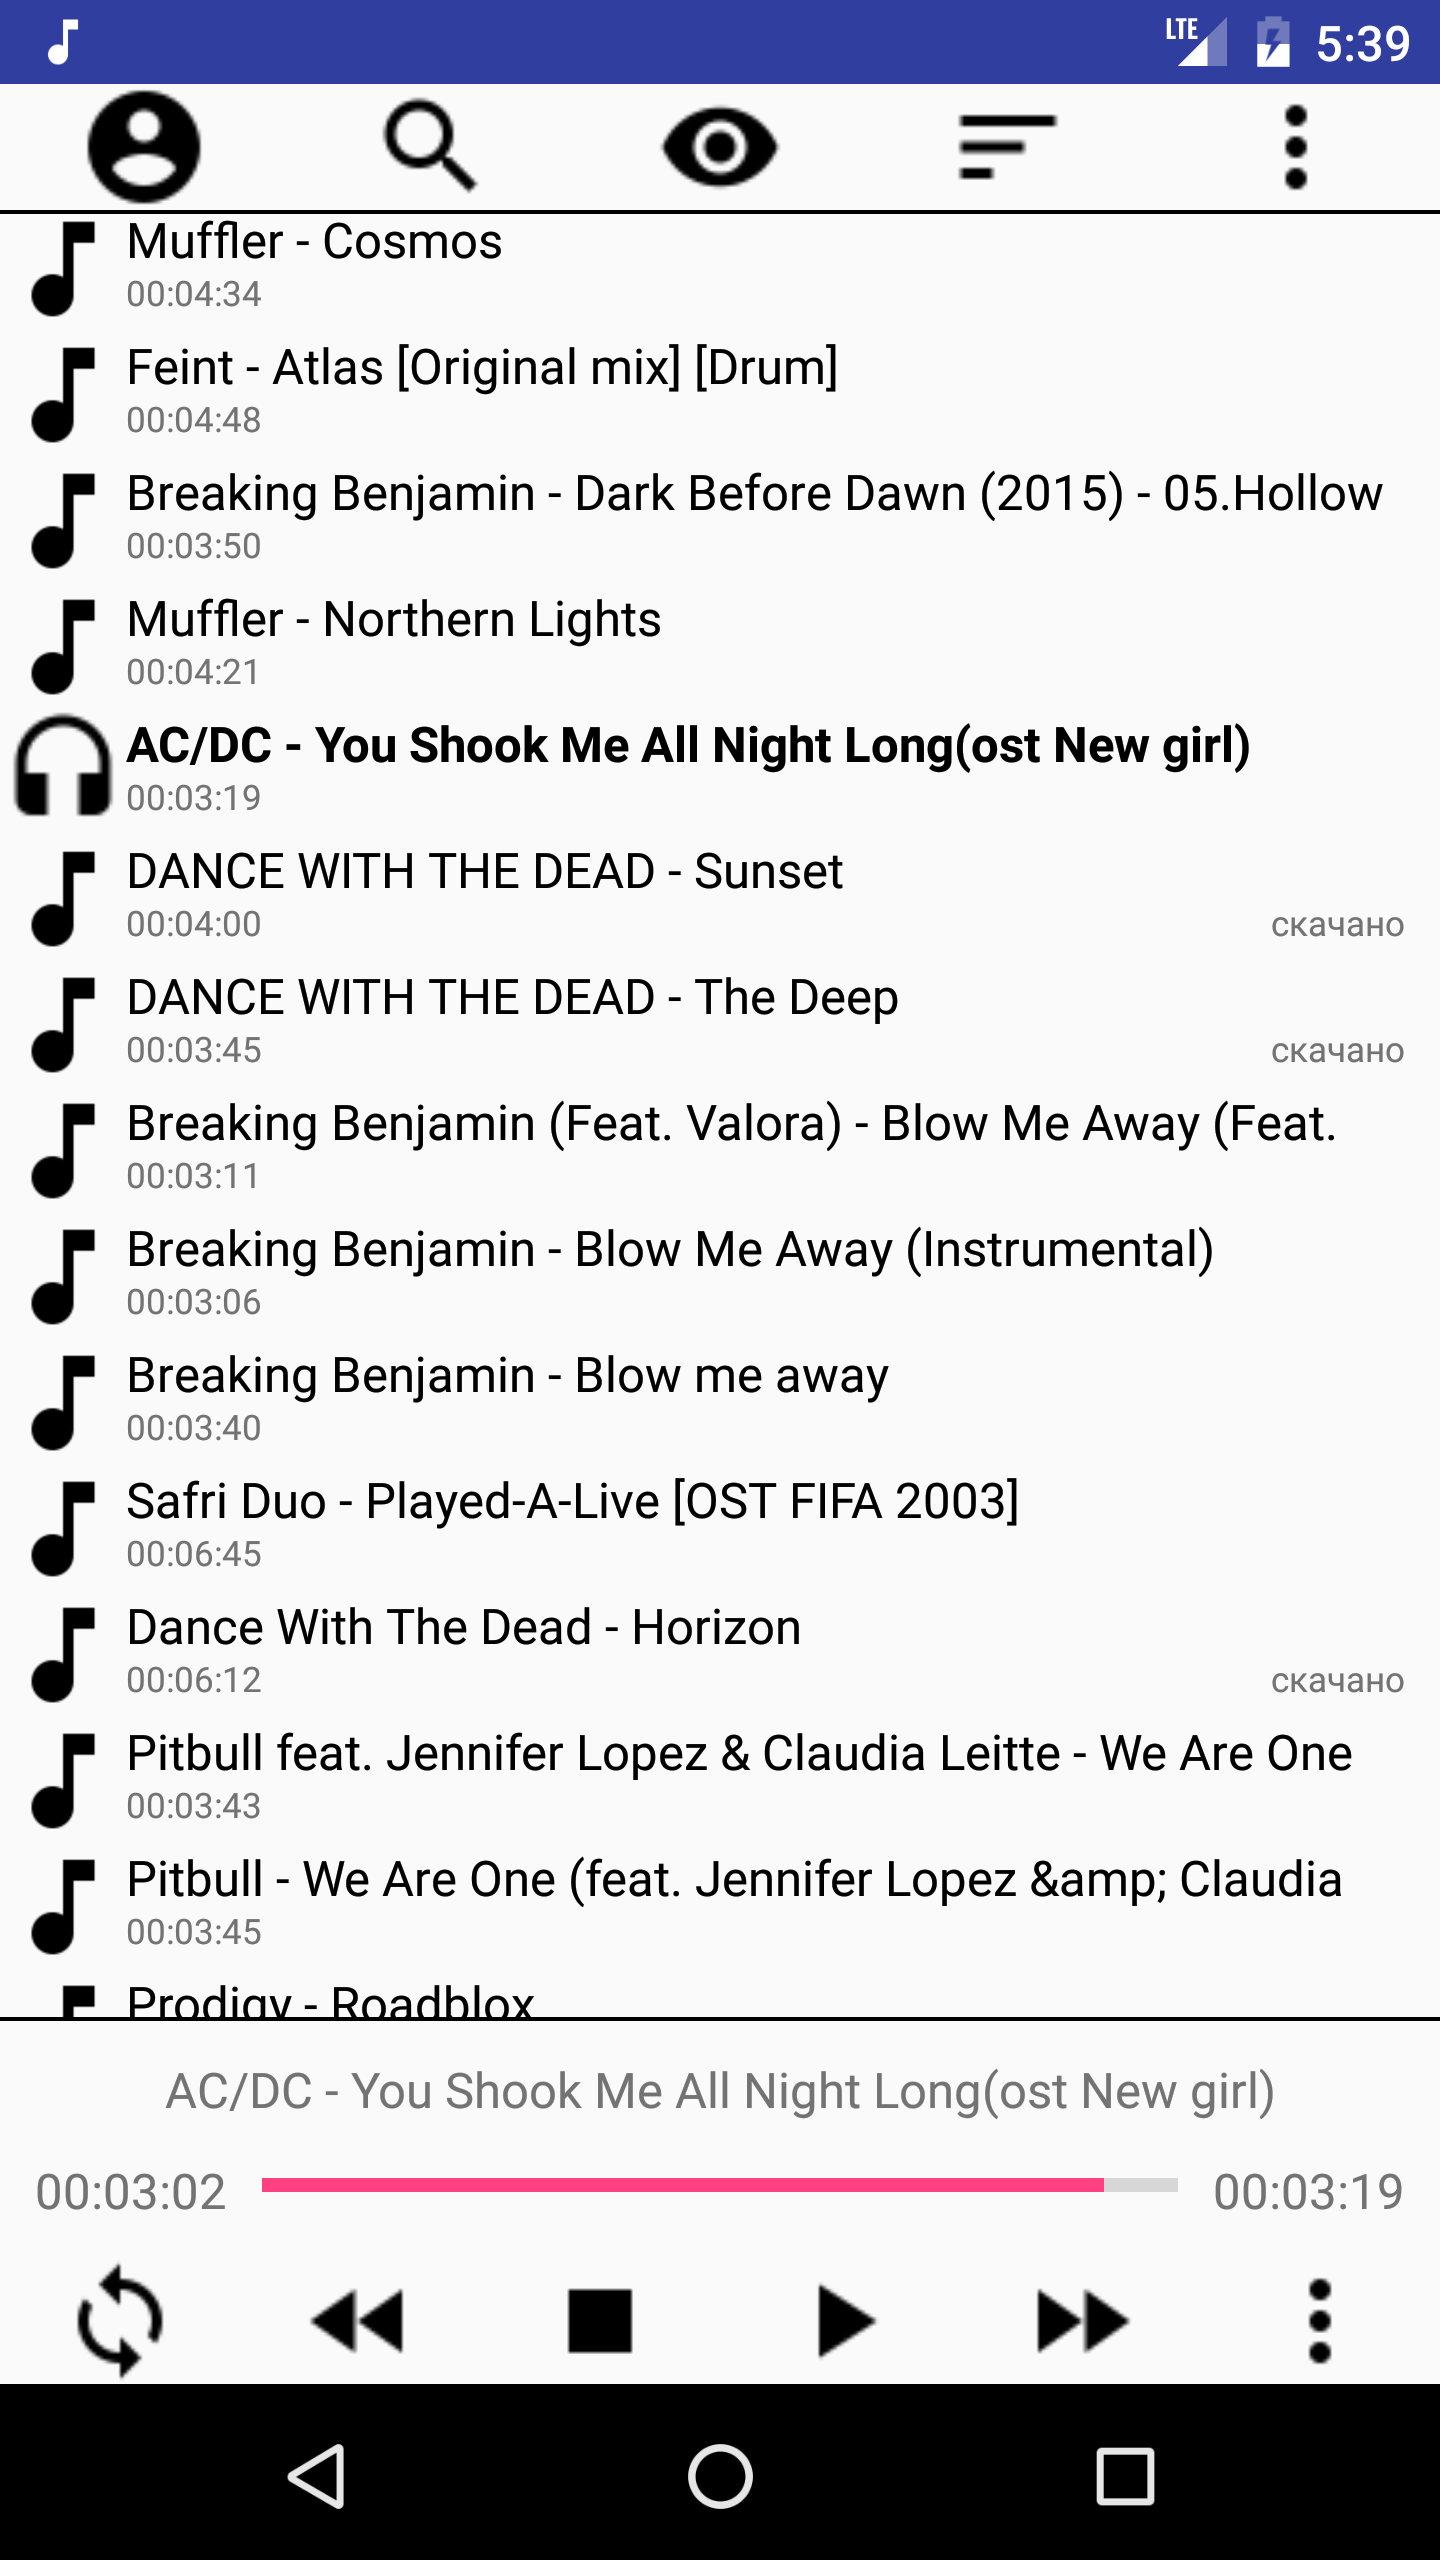 LTE 5:39
Muffler - Cosmos
00:04:34
Feint - Atlas [Original mix] [Drum]
00:04:48
Breaking Benjamin - Dark Before Dawn (2015) - 05.Hollow
00:03:50
Muffler - Northern Lights
00:04:21
AC/DC - You Shook Me All Night Long(ost New girl)
00:03:19
DANCE WITH THE DEAD - Sunset
00:04:00 скачано
DANCE WITH THE DEAD - The Deep
00:03:45 скачано
Breaking Benjamin (Feat. Valora) - Blow Me Away (Feat.
00:03:11
Breaking Benjamin - Blow Me Away (Instrumental)
00:03:06
Breaking Benjamin - Blow me away
00:03:40
Safri Duo - Played-A-Live [OST FIFA 2003]
00:06:45
Dance With The Dead - Horizon
00:06:12 скачано
Pitbull feat. Jennifer Lopez & Claudia Leitte - We Are One
00:03:43
Pitbull - We Are One (feat. Jennifer Lopez &amp; Claudia
00:03:45
Prodigy - Roadblox
AC/DC - You Shook Me All Night Long(ost New girl)
00:03:02 00:03:19